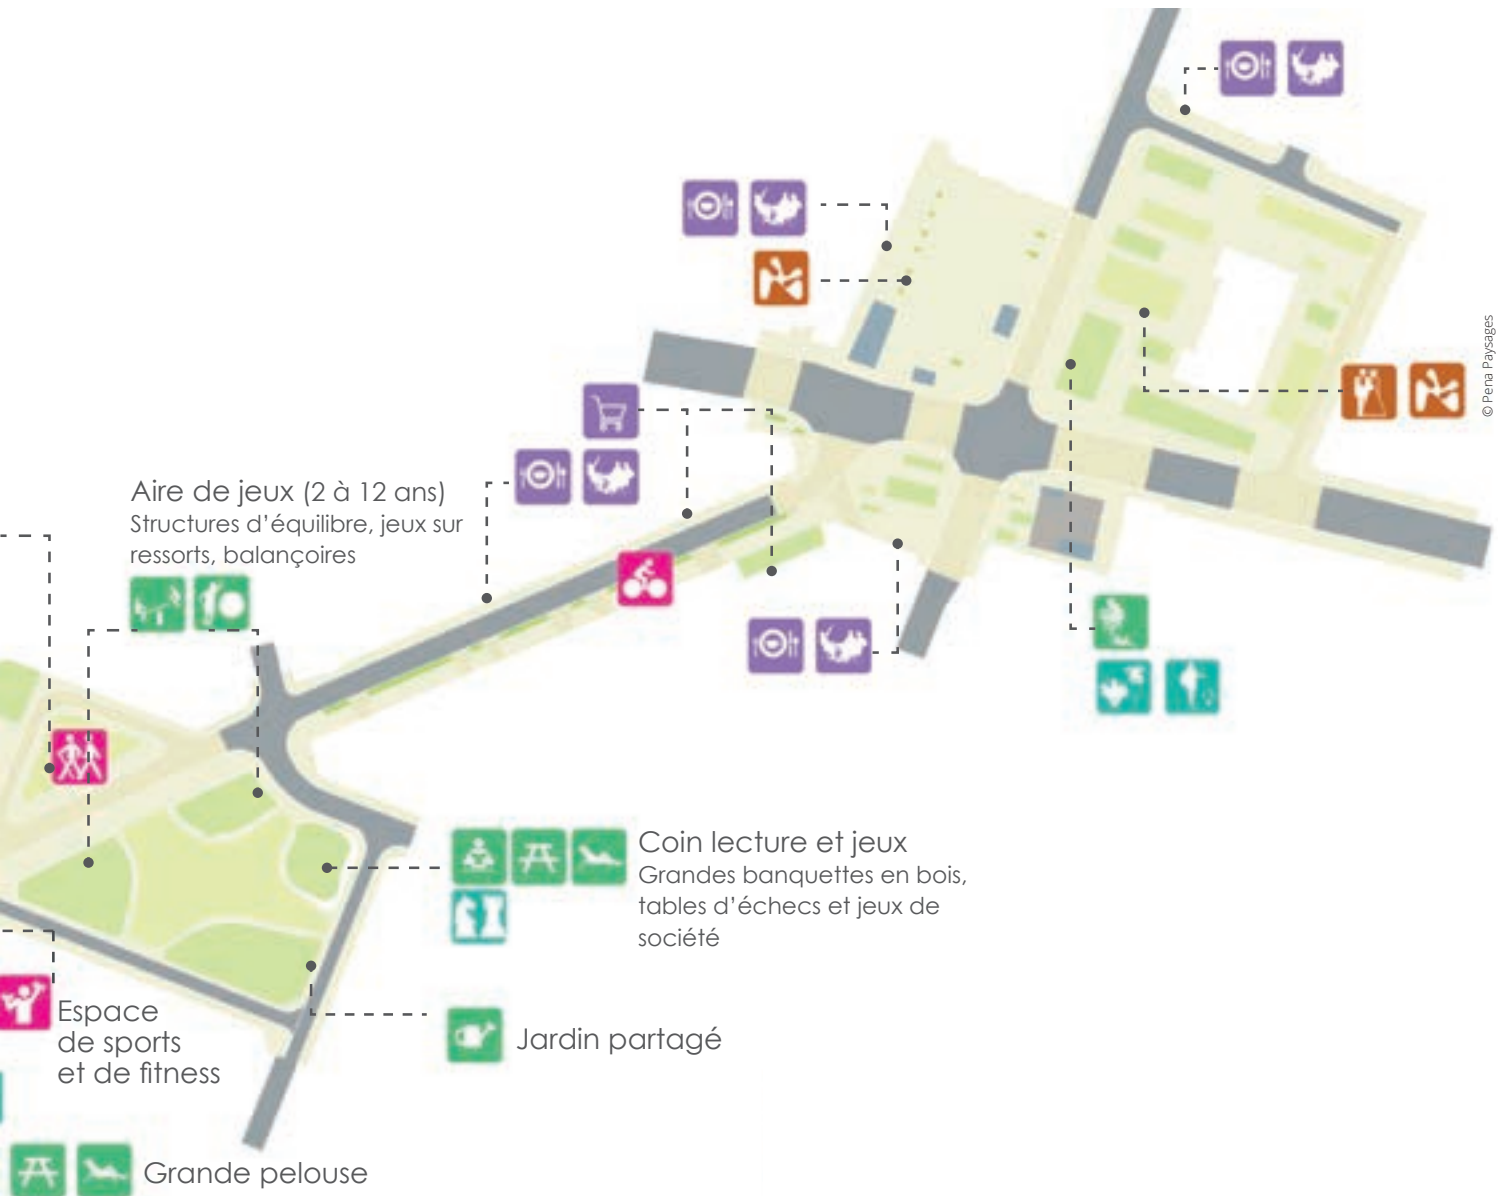 © Pena Paysages
Aire de jeux (2 à 12 ans)
Structures d'équilibre, jeux sur
ressorts, balançoires
Coin lecture et jeux
Grandes banquettes en bois,
tables d'échecs et jeux de
société
Espace
de sports
et de fitness
Jardin partagé
Grande pelouse